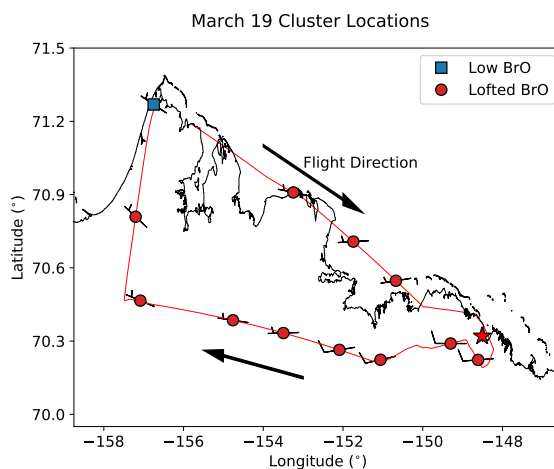 March 19 Cluster Locations
71.5
71.2
70.9
70.6
70.3
70.0
Latitude (°)
Low BrO
Lofted BrO
Flight Direction
−158
−156
−154
−152
−150
−148
Longitude (°)